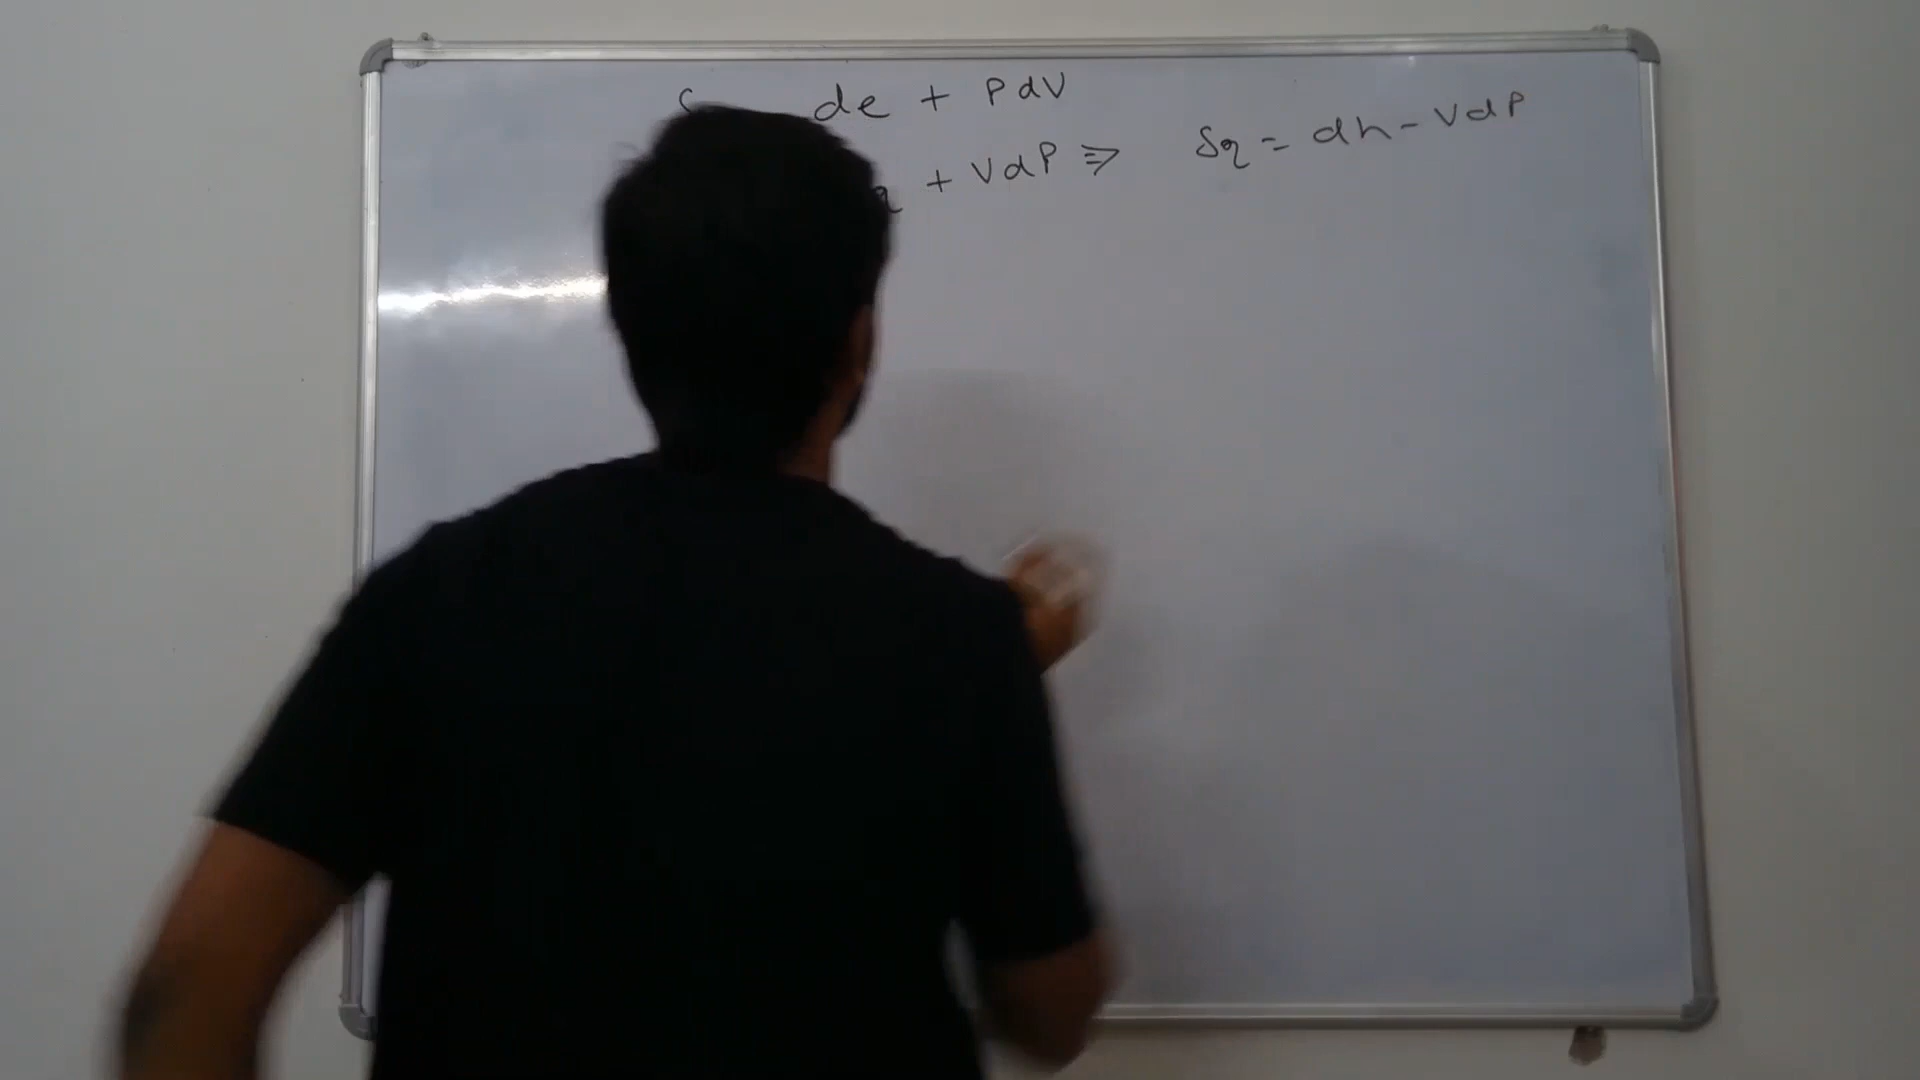 de + PdV
+ VdP ⇒ δq = dh - VdP